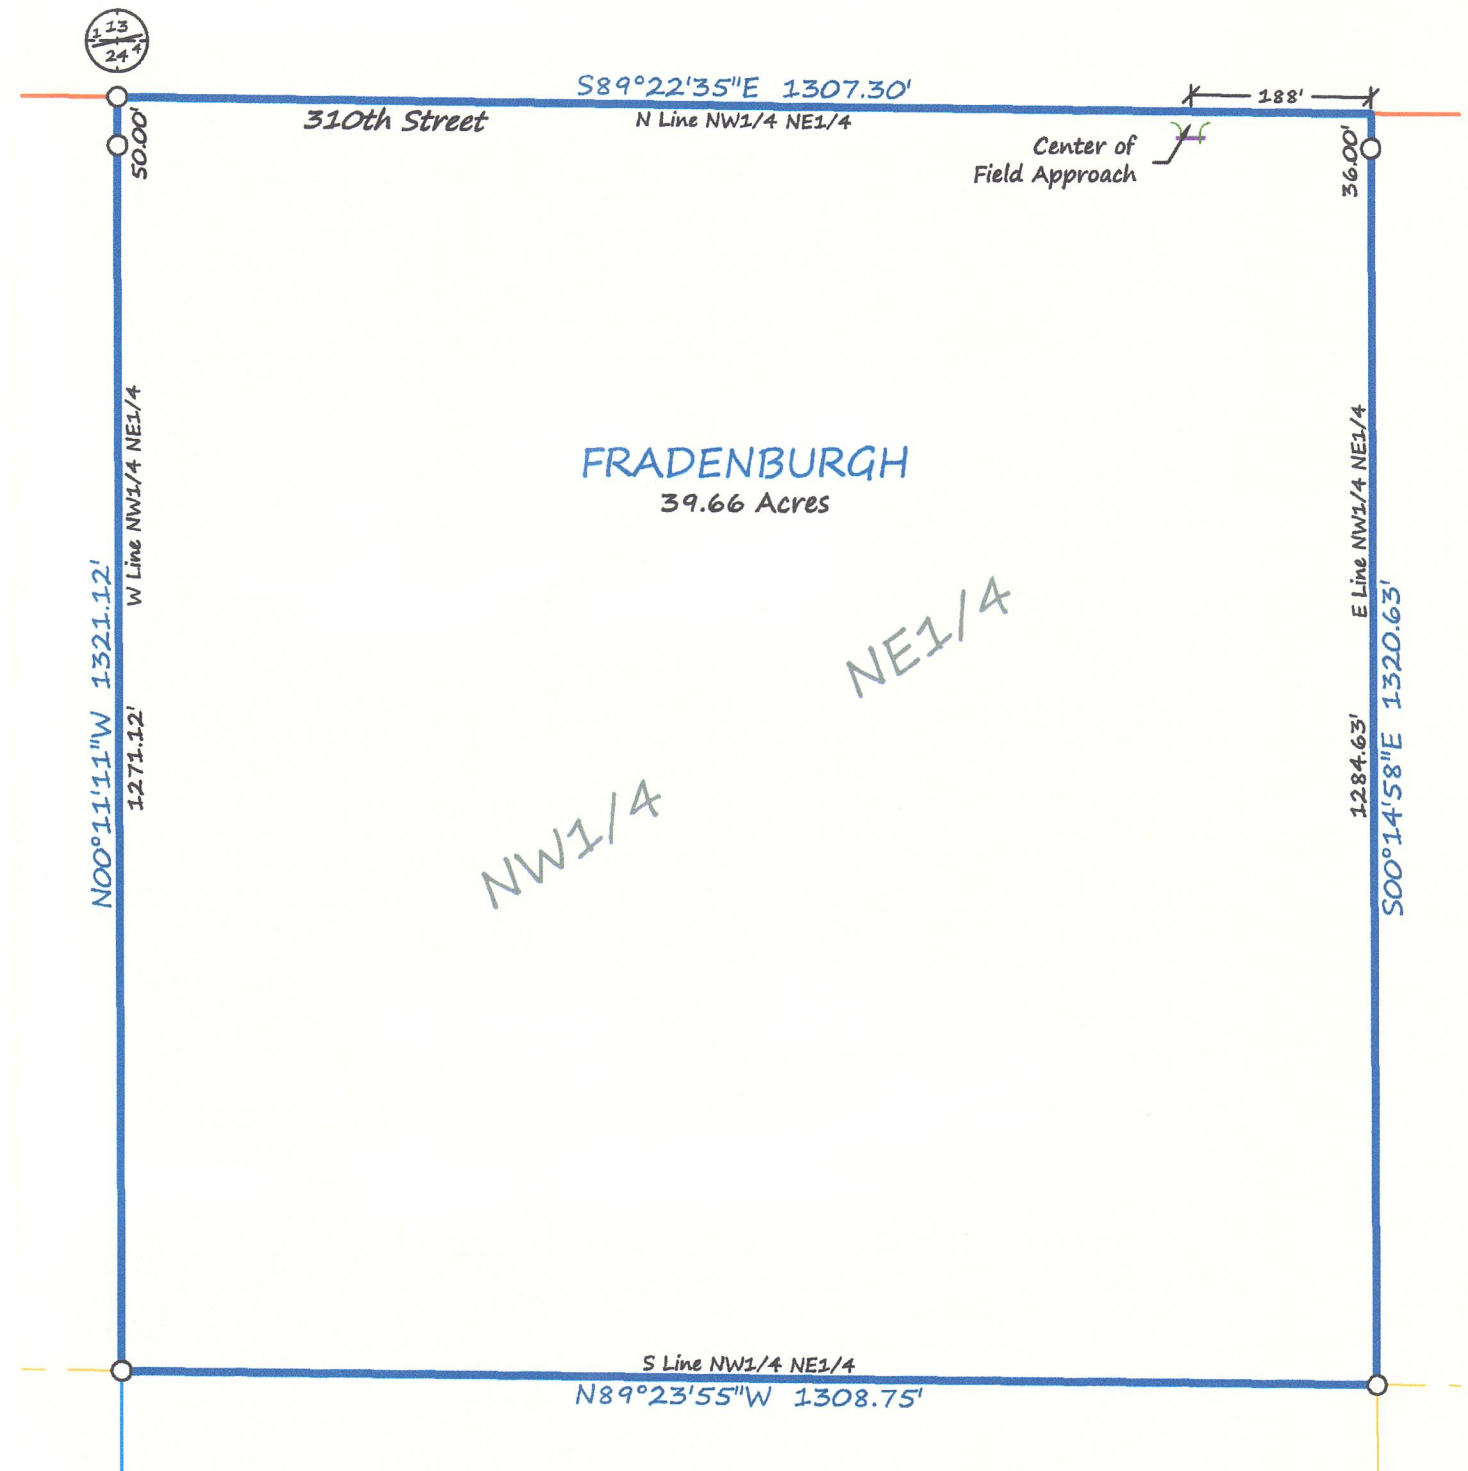 1 13
24 4
S89°22'35"E 1307.30'
188'
310th Street
N Line NW1/4 NE1/4
50.00'
36.00'
Center of
Field Approach
W Line NW1/4 NE1/4
E Line NW1/4 NE1/4
FRADENBURGH
39.66 Acres
NE1/4
N00°11'11"W 1321.12'
1271.12'
1284.63'
S00°14'58"E 1320.63'
NW1/4
S Line NW1/4 NE1/4
N89°23'55"W 1308.75'